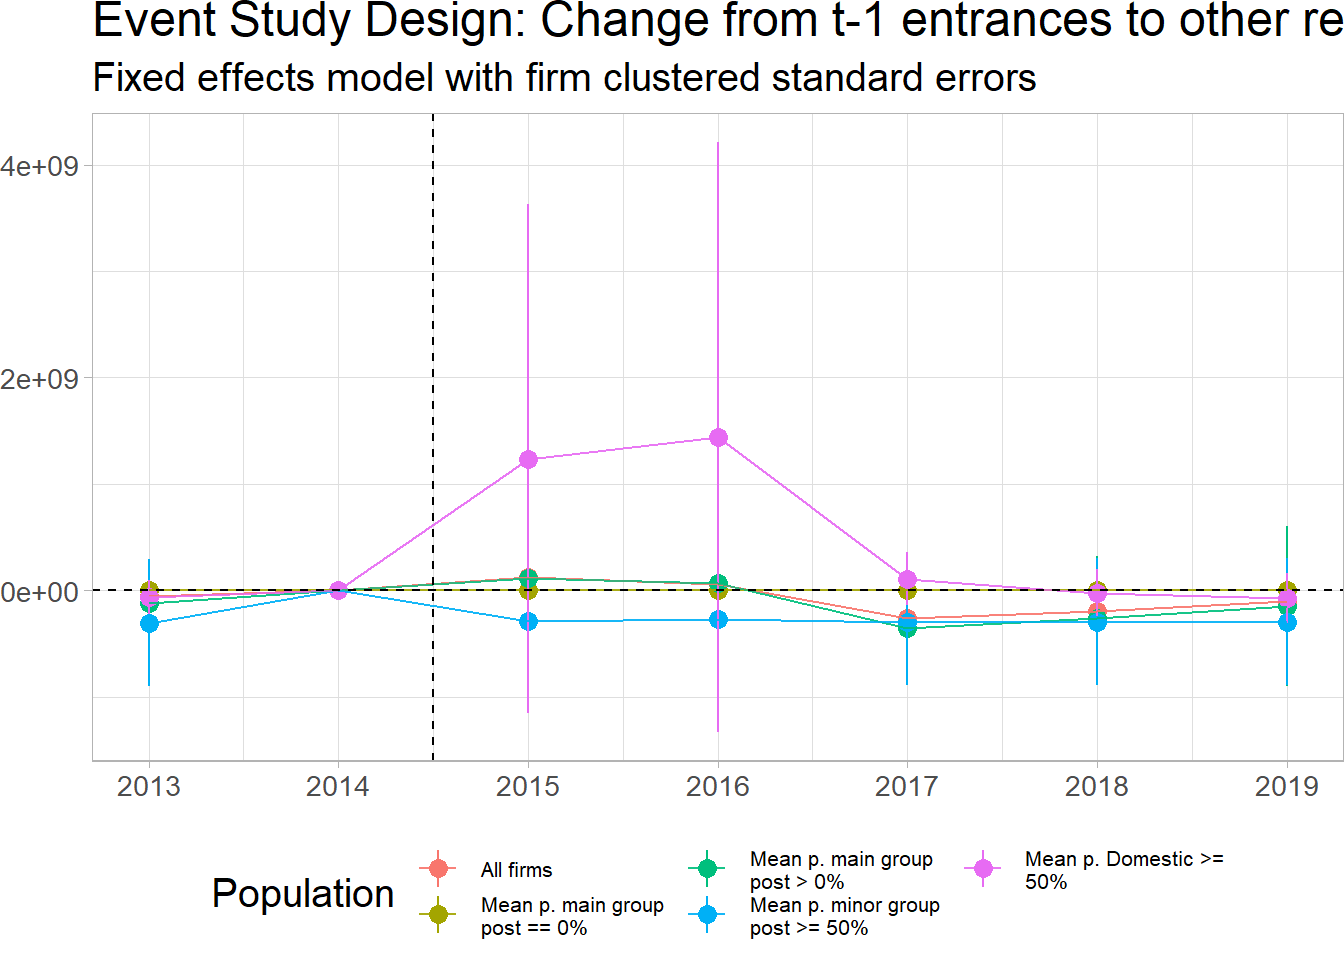 Event Study Design: Change from t-1 entrances to other re
Fixed effects model with firm clustered standard errors
4e+09
2e+09
0e+00
2013 2014 2015 2016 2017 2018 2019
Population
All firms
Mean p. main group
post == 0%
Mean p. main group
post > 0%
Mean p. minor group
post >= 50%
Mean p. Domestic >=
50%